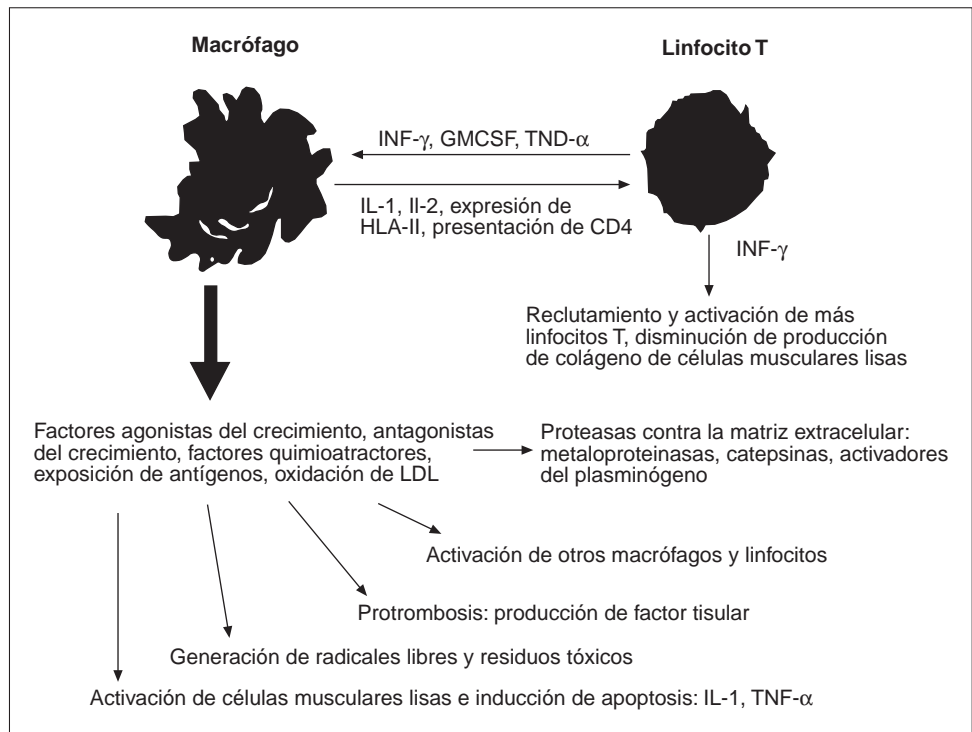 Macrófago
Linfocito T
INF-γ, GMCSF, TND-α
IL-1, Il-2, expresión de
HLA-II, presentación de CD4
INF-γ
Reclutamiento y activación de más
linfocitos T, disminución de producción
de colágeno de células musculares lisas
Factores agonistas del crecimiento, antagonistas
del crecimiento, factores quimioatractores,
exposición de antígenos, oxidación de LDL
Proteasas contra la matriz extracelular:
metaloproteinasas, catepsinas, activadores
del plasminógeno
Activación de otros macrófagos y linfocitos
Protrombosis: producción de factor tisular
Generación de radicales libres y residuos tóxicos
Activación de células musculares lisas e inducción de apoptosis: IL-1, TNF-α